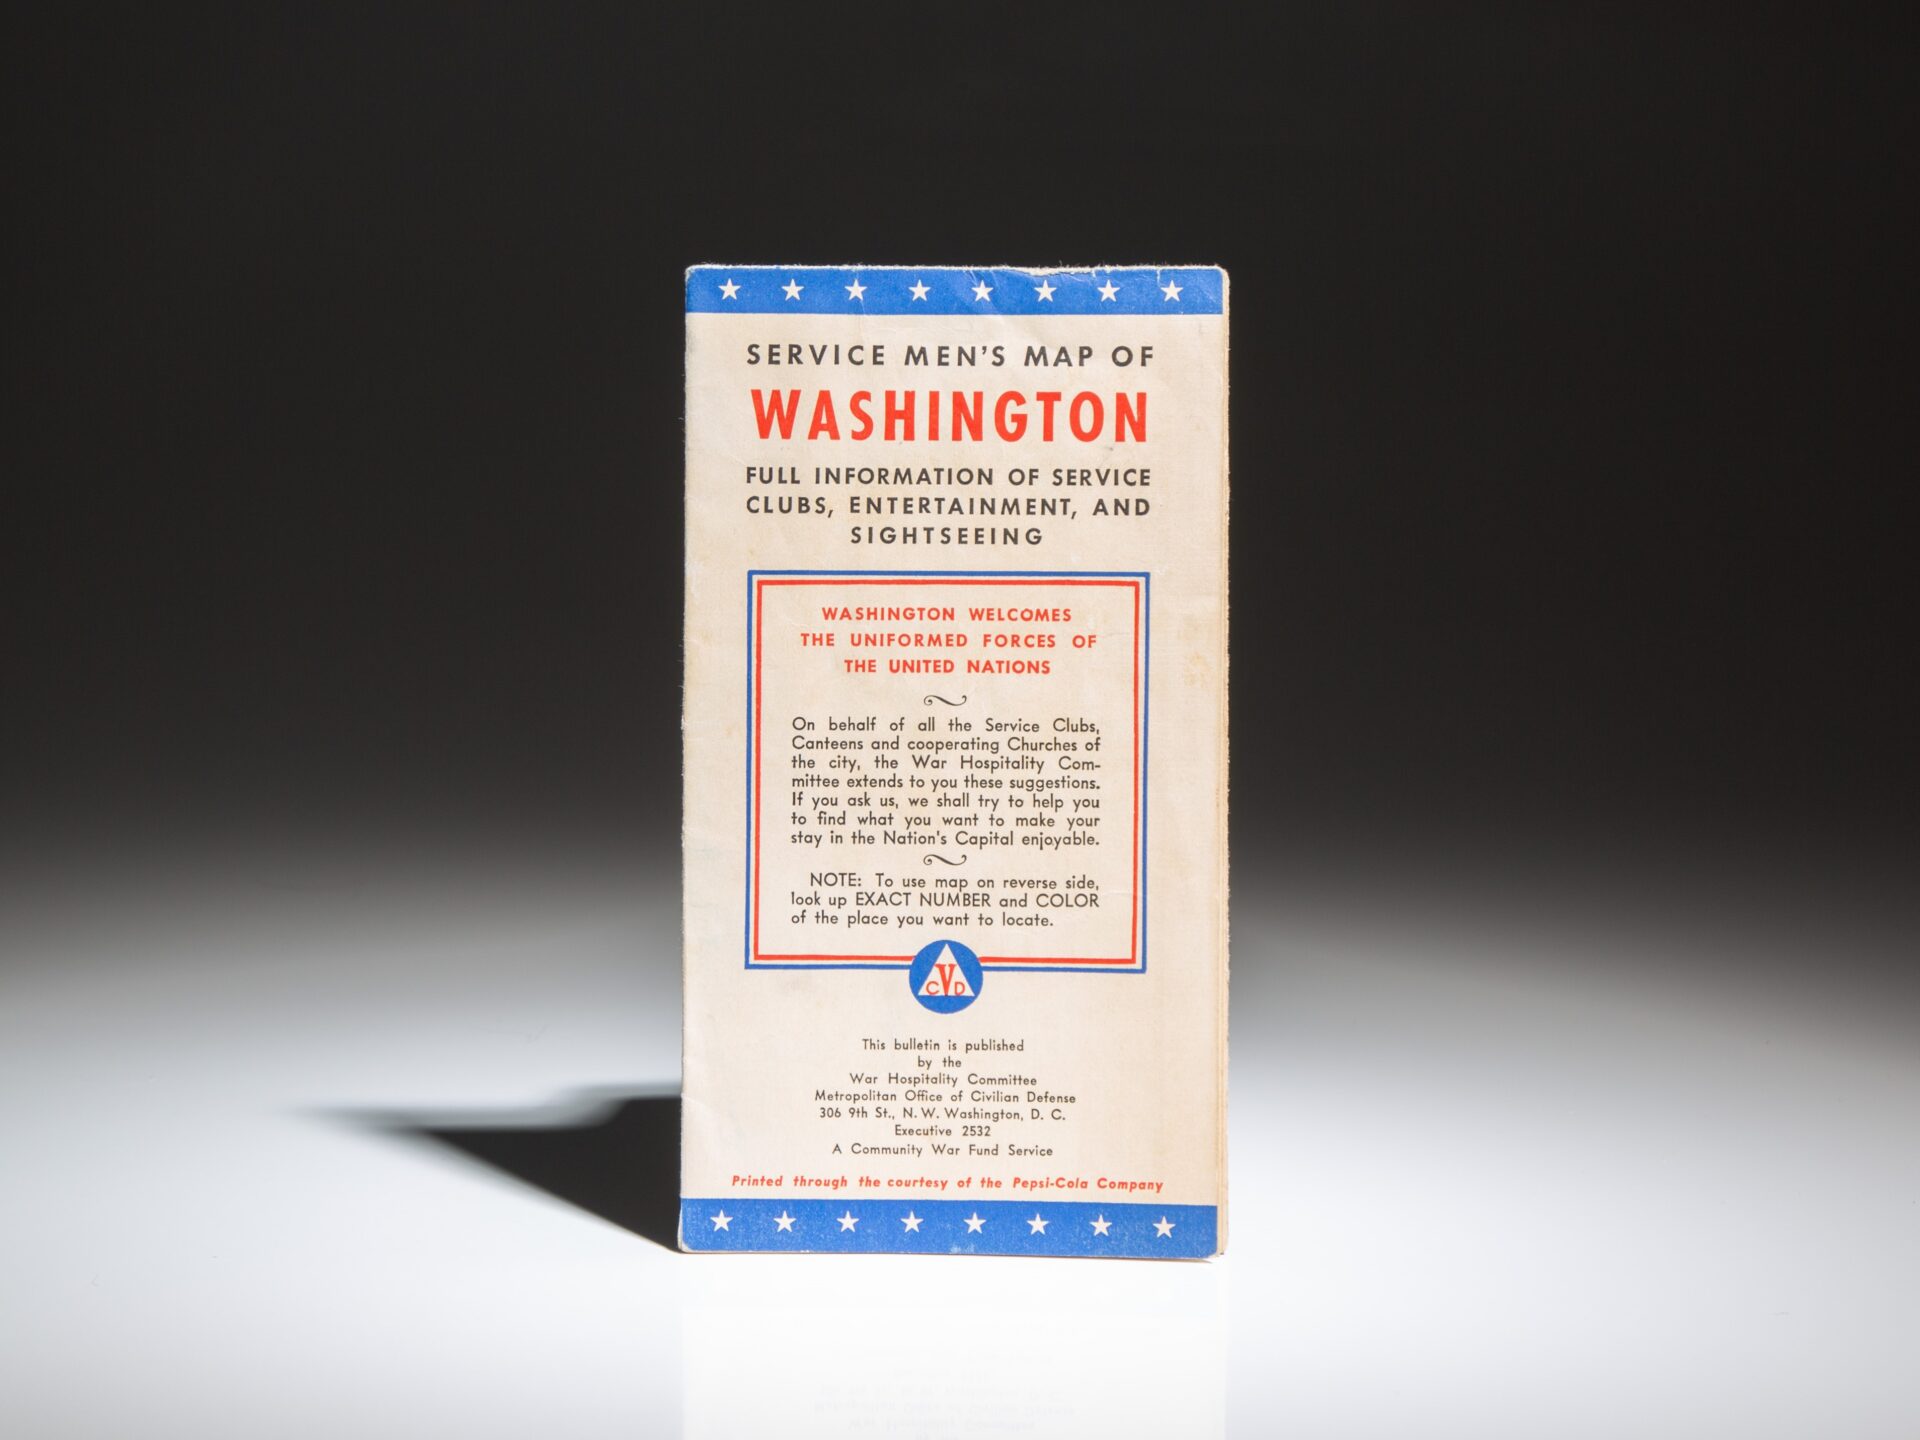 SERVICE MEN'S MAP OF
WASHINGTON
FULL INFORMATION OF SERVICE
CLUBS, ENTERTAINMENT, AND
SIGHTSEEING
WASHINGTON WELCOMES
THE UNIFORMED FORCES OF
THE UNITED NATIONS
On behalf of all the Service Clubs,
Canteens and cooperating Churches of
the city, the War Hospitality Com-
mittee extends to you these suggestions.
If you ask us, we shall try to help you
to find what you want to make your
stay in the Nation's Capital enjoyable.
NOTE: To use map on reverse side,
look up EXACT NUMBER and COLOR
of the place you want to locate.
CVD
This bulletin is published
by the
War Hospitality Committee
Metropolitan Office of Civilian Defense
306 9th St., N. W. Washington, D. C.
Executive 2532
A Community War Fund Service
Printed through the courtesy of the Pepsi-Cola Company